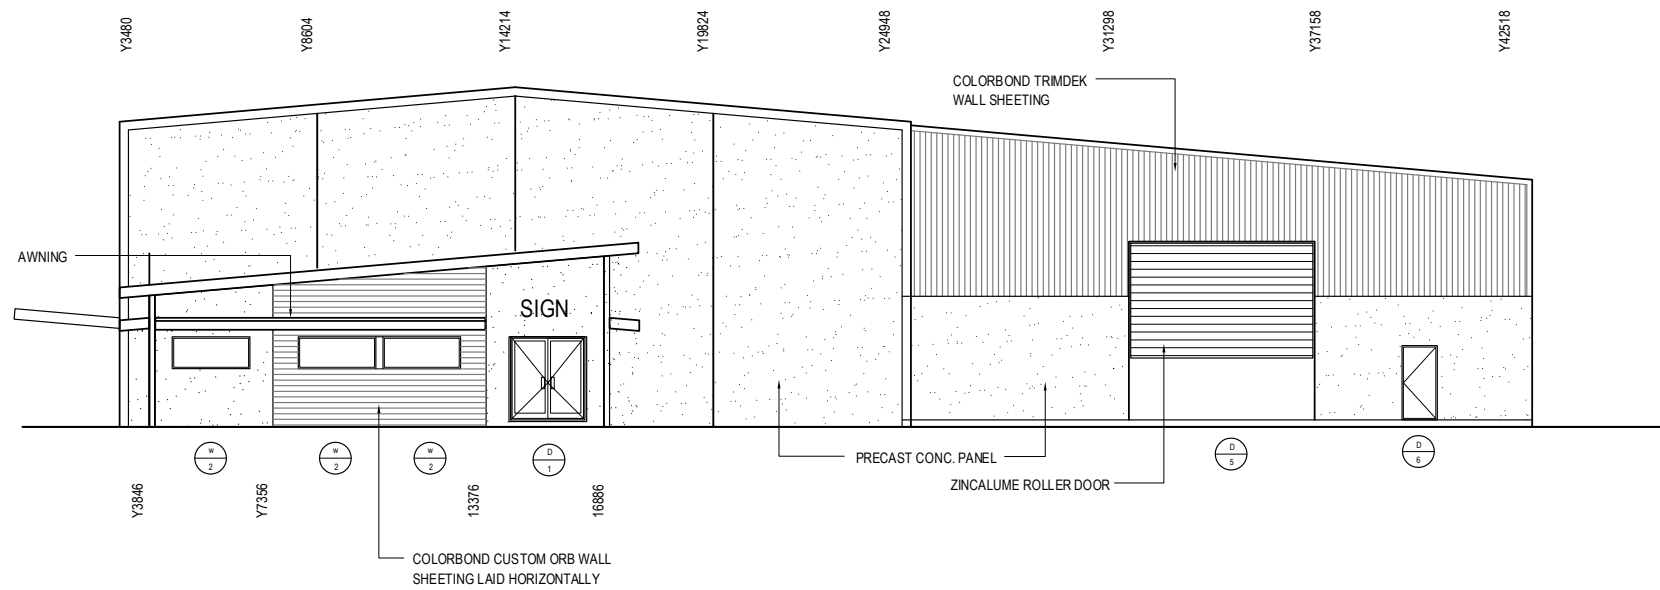 Y3480
Y8604
Y14214
Y19824
Y24948
Y31298
Y37158
Y42518
COLORBOND TRIMDEK
WALL SHEETING
AWNING
SIGN
W
2
W
2
W
2
D
1
D
5
D
6
PRECAST CONC. PANEL
ZINCALUME ROLLER DOOR
Y3846
Y7356
13376
16886
COLORBOND CUSTOM ORB WALL
SHEETING LAID HORIZONTALLY